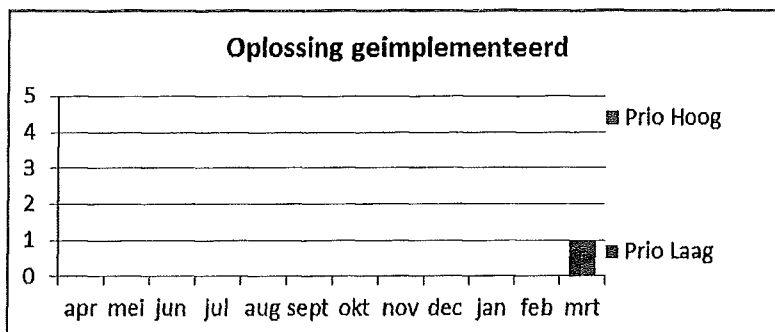 Oplossing geimplementeerd
5
4
3
2
1
0
apr mei jun jul aug sept okt nov dec jan feb mrt
Prio Hoog
Prio Laag